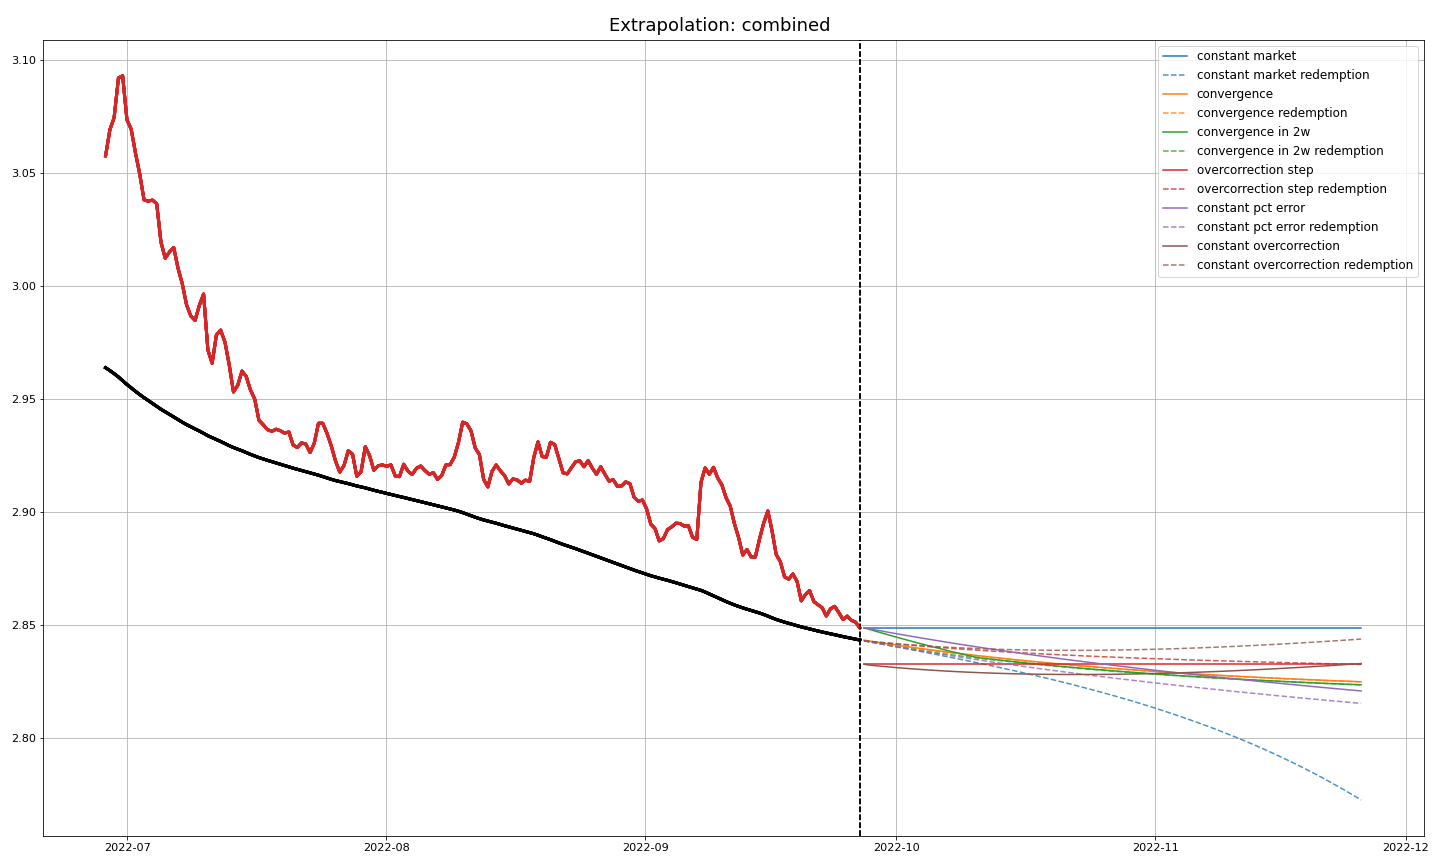 Extrapolation: combined
3.10
3.05
3.00
2.95
2.90
2.85
2.80
constant market
constant market redemption
convergence
convergence redemption
convergence in 2w
convergence in 2w redemption
overcorrection step
overcorrection step redemption
constant pct error
constant pct error redemption
constant overcorrection
constant overcorrection redemption
2022-07
2022-08
2022-09
2022-10
2022-11
2022-12